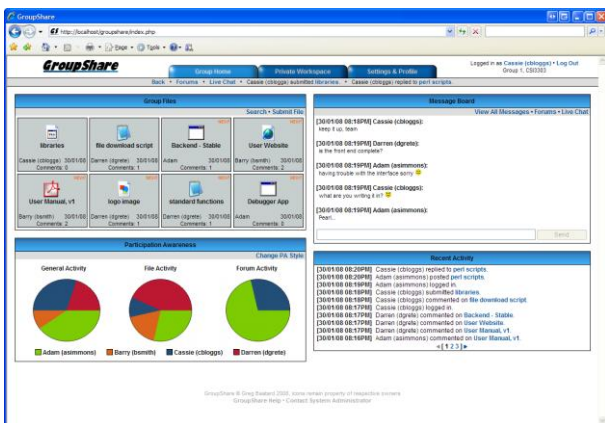 GroupShare
http://localhost/groupshare/index.php
GroupShare
Page
Tools
GroupShare
Group Home
Private Workspace
Settings & Profile
Logged in as Cassie (cbloggs) • Log Out
Group 1, CSI3303
Back • Forums • Live Chat • Cassie (cbloggs) submitted libraries. • Cassie (cbloggs) replied to perl scripts.
Group Files
Search • Submit File
libraries
Cassie (cbloggs) 30/01/08
Comments: 0
file download script
Darren (dgrete) 30/01/08
Comments: 1
Backend - Stable
Adam 30/01/08
Comments: 1
User Website
Barry (bsmith) 30/01/08
Comments: 2
User Manual, v1
Barry (bsmith) 30/01/08
Comments: 2
logo image
Darren (dgrete) 30/01/08
Comments: 1
standard functions
Darren (dgrete) 30/01/08
Comments: 1
Debugger App
Adam 30/01/08
Comments: 0
Message Board
View All Messages • Forums • Live Chat
[30/01/08 08:18PM] Cassie (cbloggs):
keep it up, team
[30/01/08 08:19PM] Darren (dgrete):
is the front end complete?
[30/01/08 08:19PM] Adam (asimmons):
having trouble with the interface sorry
[30/01/08 08:19PM] Cassie (cbloggs):
what are you writing it in?
[30/01/08 08:19PM] Adam (asimmons):
Pearl...
Send
Participation Awareness
Change PA Style
General Activity
File Activity
Forum Activity
Adam (asimmons)
Barry (bsmith)
Cassie (cbloggs)
Darren (dgrete)
Recent Activity
[30/01/08 08:20PM] Cassie (cbloggs) replied to perl scripts.
[30/01/08 08:20PM] Adam (asimmons) posted perl scripts.
[30/01/08 08:19PM] Adam (asimmons) logged in.
[30/01/08 08:19PM] Cassie (cbloggs) submitted libraries.
[30/01/08 08:18PM] Cassie (cbloggs) commented on file download script
[30/01/08 08:17PM] Cassie (cbloggs) logged in.
[30/01/08 08:17PM] Darren (dgrete) commented on Backend - Stable.
[30/01/08 08:17PM] Darren (dgrete) commented on User Website.
[30/01/08 08:17PM] Darren (dgrete) commented on User Manual, v1.
[30/01/08 08:16PM] Adam (asimmons) commented on User Manual, v1.
«[ 1 2 3 ]»
2008, some remain property of respective owners
GroupShare Help • Contact System Administrator